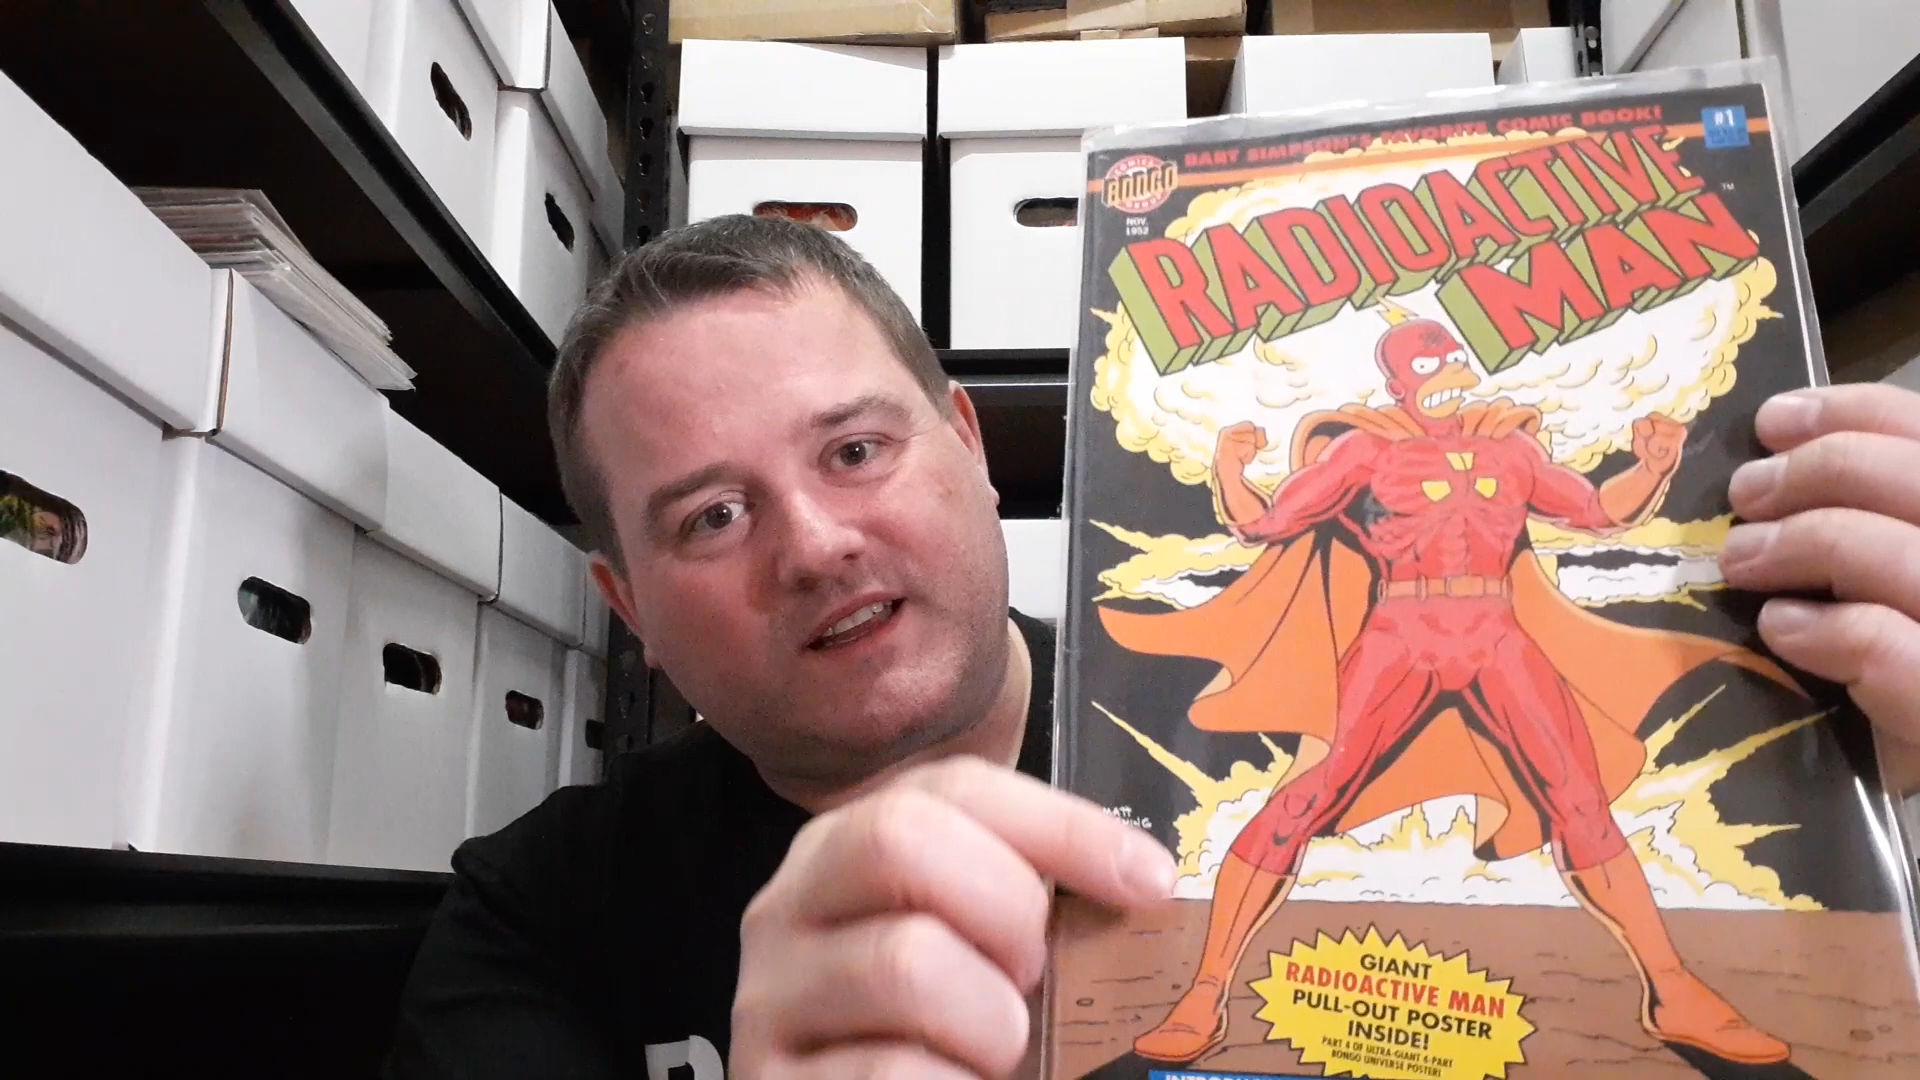 BART SIMPSON'S FAVORITE COMIC BOOK!
#1
COMICS
BONGO
GROUP
NOV.
1952
RADIOACTIVE
MAN
TM
MATT
GIANT
RADIOACTIVE MAN
PULL-OUT POSTER
INSIDE!
PART 4 OF ULTRA-GIANT 6-PART
BONGO UNIVERSE POSTER!